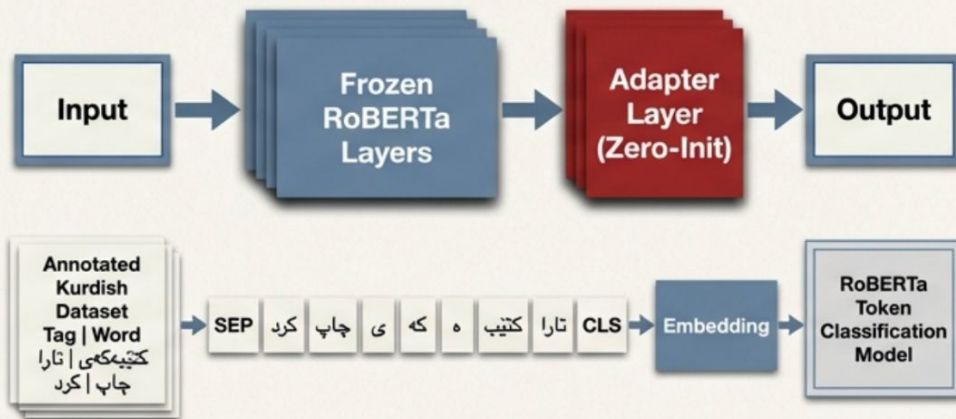 Input
Frozen
RoBERTa
Layers
Adapter
Layer
(Zero-Init)
Output
Annotated
Kurdish
Dataset
Tag | Word
تارا | کتێبەکەی
چاپ | کرد
SEP
کرد
چاپ
ی
که
ه
کتێب
تارا
CLS
Embedding
RoBERTa
Token
Classification
Model